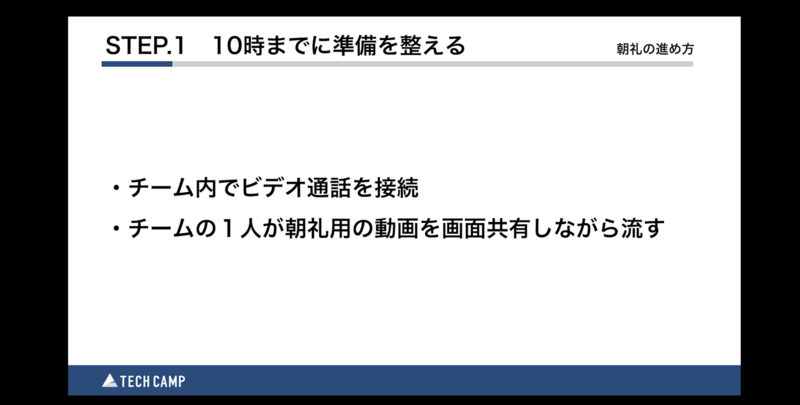 STEP.1 10時までに準備を整える
朝礼の進め方
・チーム内でビデオ通話を接続
・チームの１人が朝礼用の動画を画面共有しながら流す
TECH CAMP